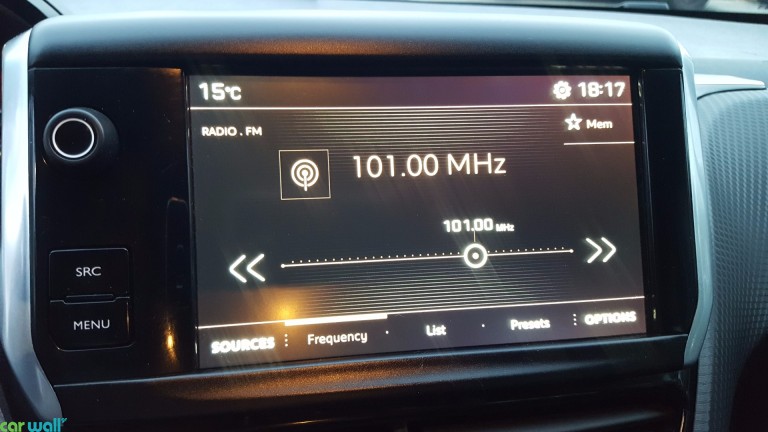 15°C
18:17
RADIO . FM
Mem
101.00 MHz
101.00 MHz
SRC
MENU
SOURCES
Frequency
List
Presets
OPTIONS
car wall